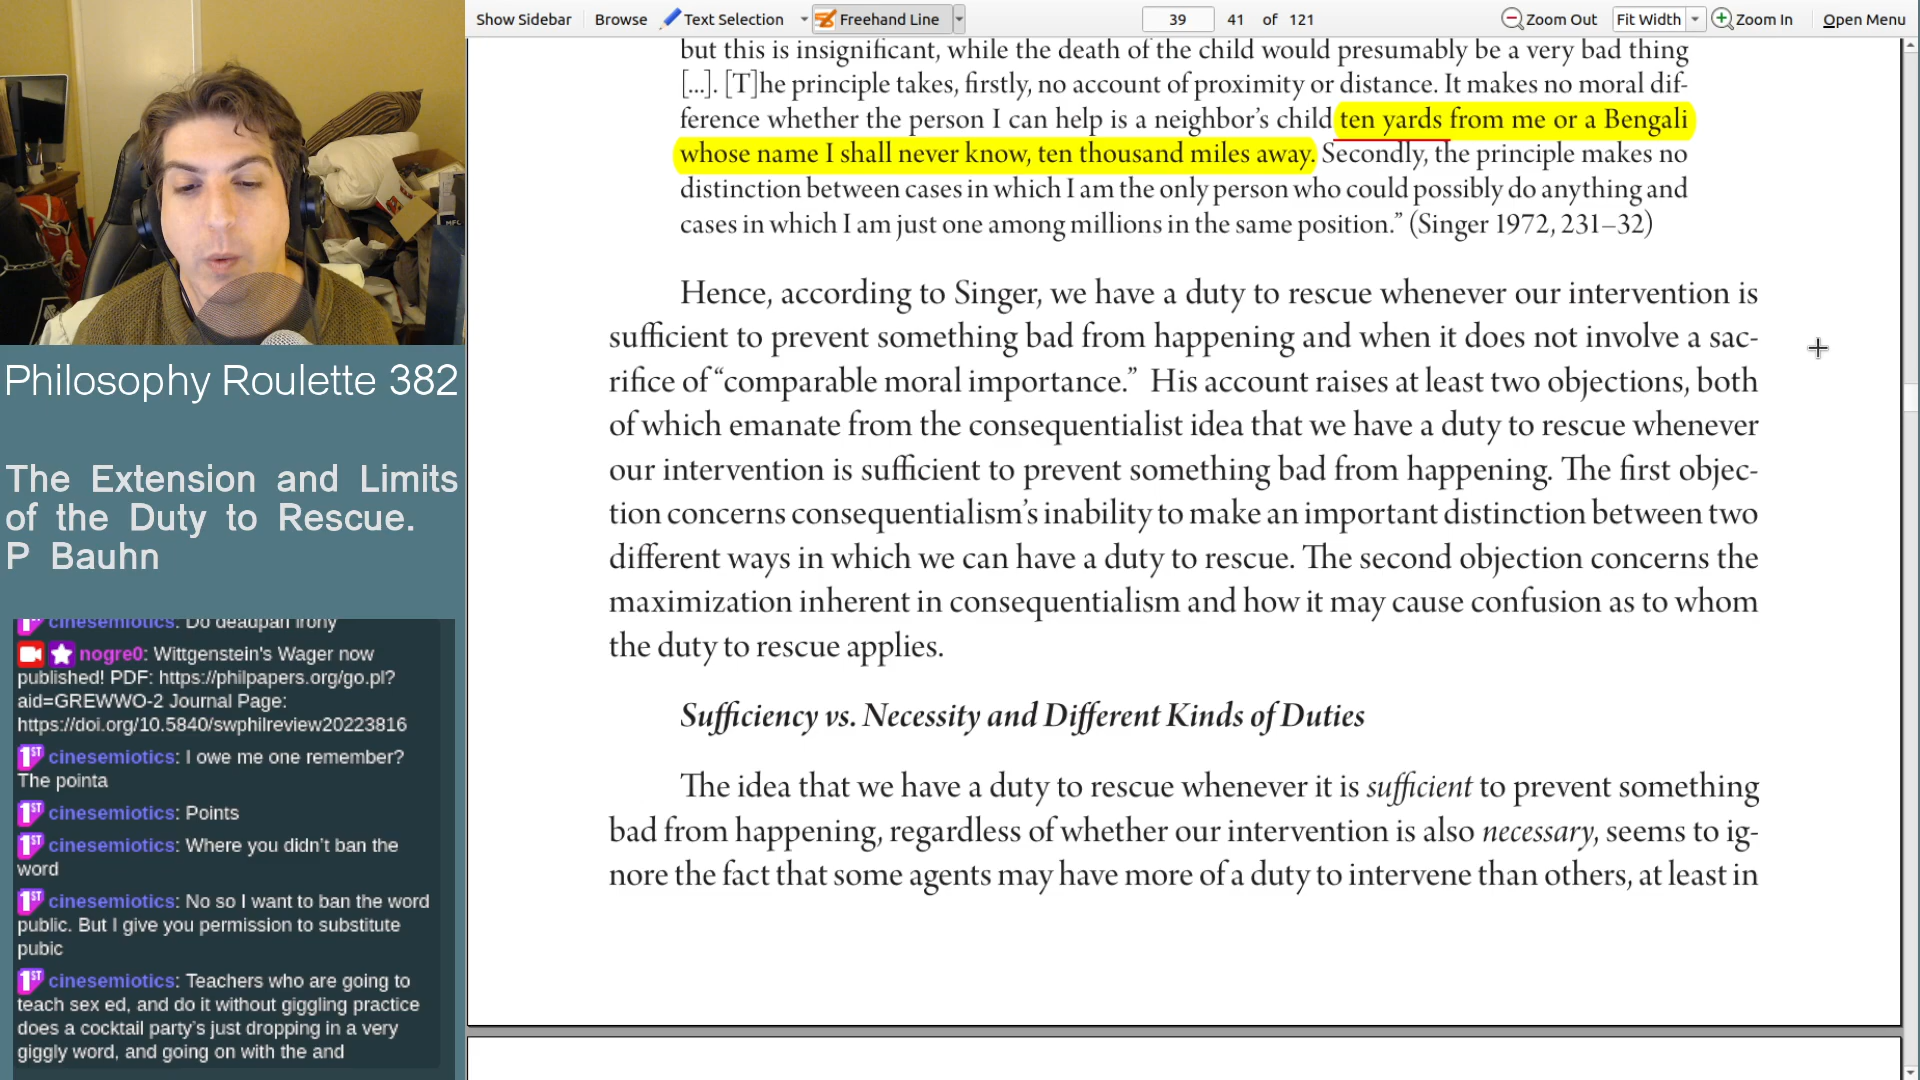 Show Sidebar Browse Text Selection Freehand Line 39 41 of 121 Zoom Out Fit Width Zoom In Open Menu
but this is insignificant, while the death of the child would presumably be a very bad thing
[...]. [T]he principle takes, firstly, no account of proximity or distance. It makes no moral dif-
ference whether the person I can help is a neighbor's child ten yards from me or a Bengali
whose name I shall never know, ten thousand miles away. Secondly, the principle makes no
distinction between cases in which I am the only person who could possibly do anything and
cases in which I am just one among millions in the same position.” (Singer 1972, 231–32)
Hence, according to Singer, we have a duty to rescue whenever our intervention is
sufficient to prevent something bad from happening and when it does not involve a sac-
rifice of “comparable moral importance.” His account raises at least two objections, both
of which emanate from the consequentialist idea that we have a duty to rescue whenever
our intervention is sufficient to prevent something bad from happening. The first objec-
tion concerns consequentialism's inability to make an important distinction between two
different ways in which we can have a duty to rescue. The second objection concerns the
maximization inherent in consequentialism and how it may cause confusion as to whom
the duty to rescue applies.
Sufficiency vs. Necessity and Different Kinds of Duties
The idea that we have a duty to rescue whenever it is sufficient to prevent something
bad from happening, regardless of whether our intervention is also necessary, seems to ig-
nore the fact that some agents may have more of a duty to intervene than others, at least in
Philosophy Roulette 382
The Extension and Limits
of the Duty to Rescue.
P Bauhn
1ST cinesemiotics: Do deadpan irony
nogre0: Wittgenstein's Wager now
published! PDF: https://philpapers.org/go.pl?
aid=GREWWO-2 Journal Page:
https://doi.org/10.5840/swphilreview20223816
1ST cinesemiotics: I owe me one remember?
The pointa
1ST cinesemiotics: Points
1ST cinesemiotics: Where you didn't ban the
word
1ST cinesemiotics: No so I want to ban the word
public. But I give you permission to substitute
pubic
1ST cinesemiotics: Teachers who are going to
teach sex ed, and do it without giggling practice
does a cocktail party's just dropping in a very
giggly word, and going on with the and